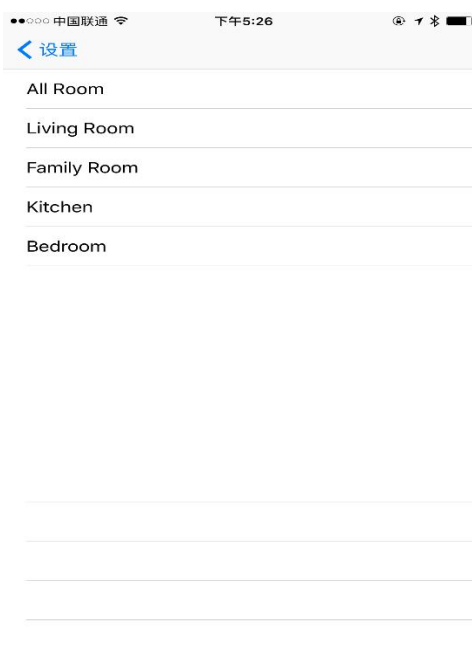 中国联通 下午5:26
设置
All Room
Living Room
Family Room
Kitchen
Bedroom